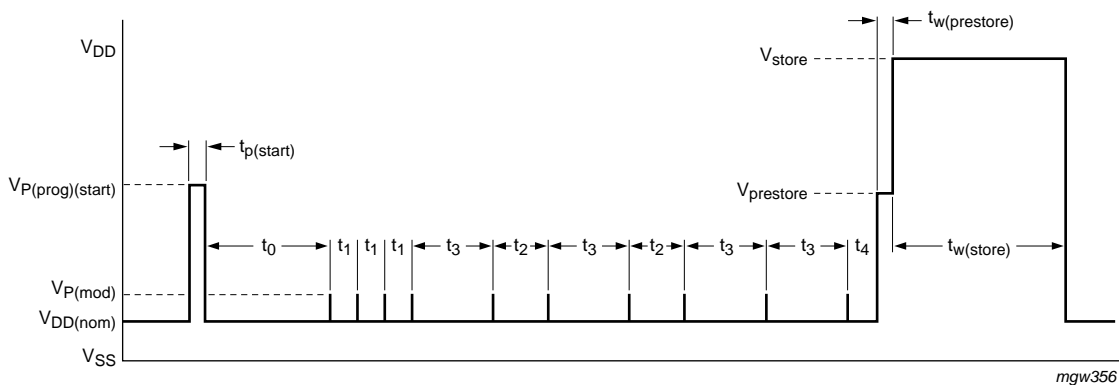 VDD
tw(prestore)
Vstore
tp(start)
VP(prog)(start)
Vprestore
t0 t1 t1 t1 t3 t2 t3 t2 t3 t3 t4 tw(store)
VP(mod)
VDD(nom)
VSS
mgw356